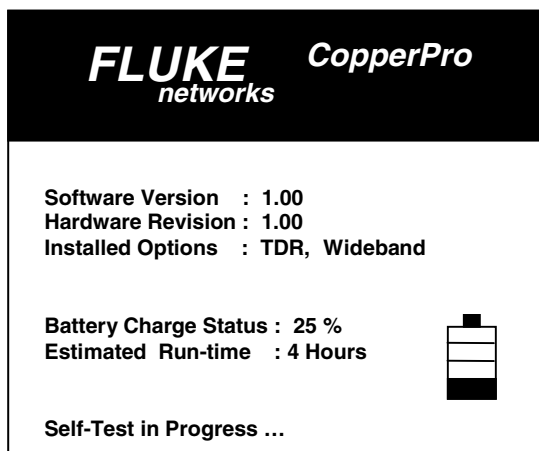 FLUKE CopperPro
networks
Software Version : 1.00
Hardware Revision : 1.00
Installed Options : TDR, Wideband
Battery Charge Status : 25 %
Estimated Run-time : 4 Hours
Self-Test in Progress ...